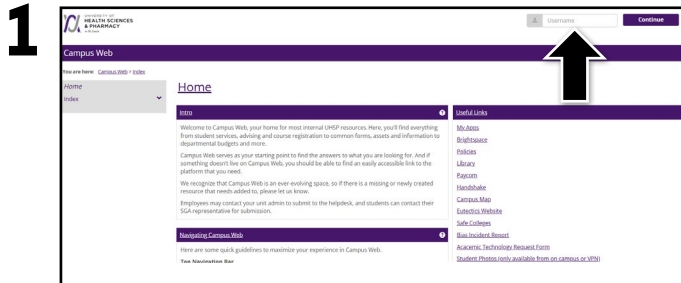 1
UNIVERSITY OF
HEALTH SCIENCES
& PHARMACY
in St. Louis
Username
Continue
Campus Web
You are here: Campus Web > Index
Home
Index
Home
Intro
Welcome to Campus Web, your home for most internal UHSP resources. Here, you'll find everything
from student services, advising and course registration to common forms, assets and information to
departmental budgets and more.
Campus Web serves as your starting point to find the answers to what you are looking for. And if
something doesn't live on Campus Web, you should be able to find an easily accessible link to the
platform that you need.
We recognize that Campus Web is an ever-evolving space, so if there is a missing or newly created
resource that needs added to, please let us know.
Employees may contact your unit admin to submit to the helpdesk, and students can contact their
SGA representative for submission.
Navigating Campus Web
Here are some quick guidelines to maximize your experience in Campus Web.
Top Navigation Bar
Useful Links
My Apps
Brightspace
Policies
Library
Paycom
Handshake
Campus Map
Eutectics Website
Safe Colleges
Bias Incident Report
Acacemic Technology Request Form
Student Photos (only available from on campus or VPN)